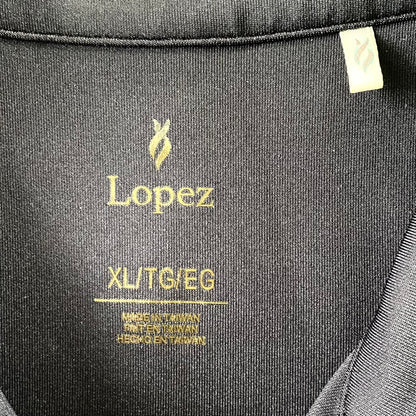 Lopez
XL/TG/EG
MADE IN TAIWAN
FAIT EN TAIWAN
HECHO EN TAIWAN